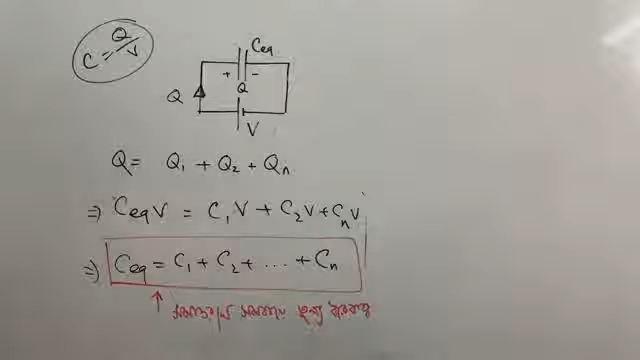 C = Q/V
Ceq
+ -
Q
Q
V
Q = Q₁ + Q₂ + Qₙ
⇒ CeqV = C₁V + C₂V + CₙV
⇒ Ceq = C₁ + C₂ + ... + Cₙ
↑